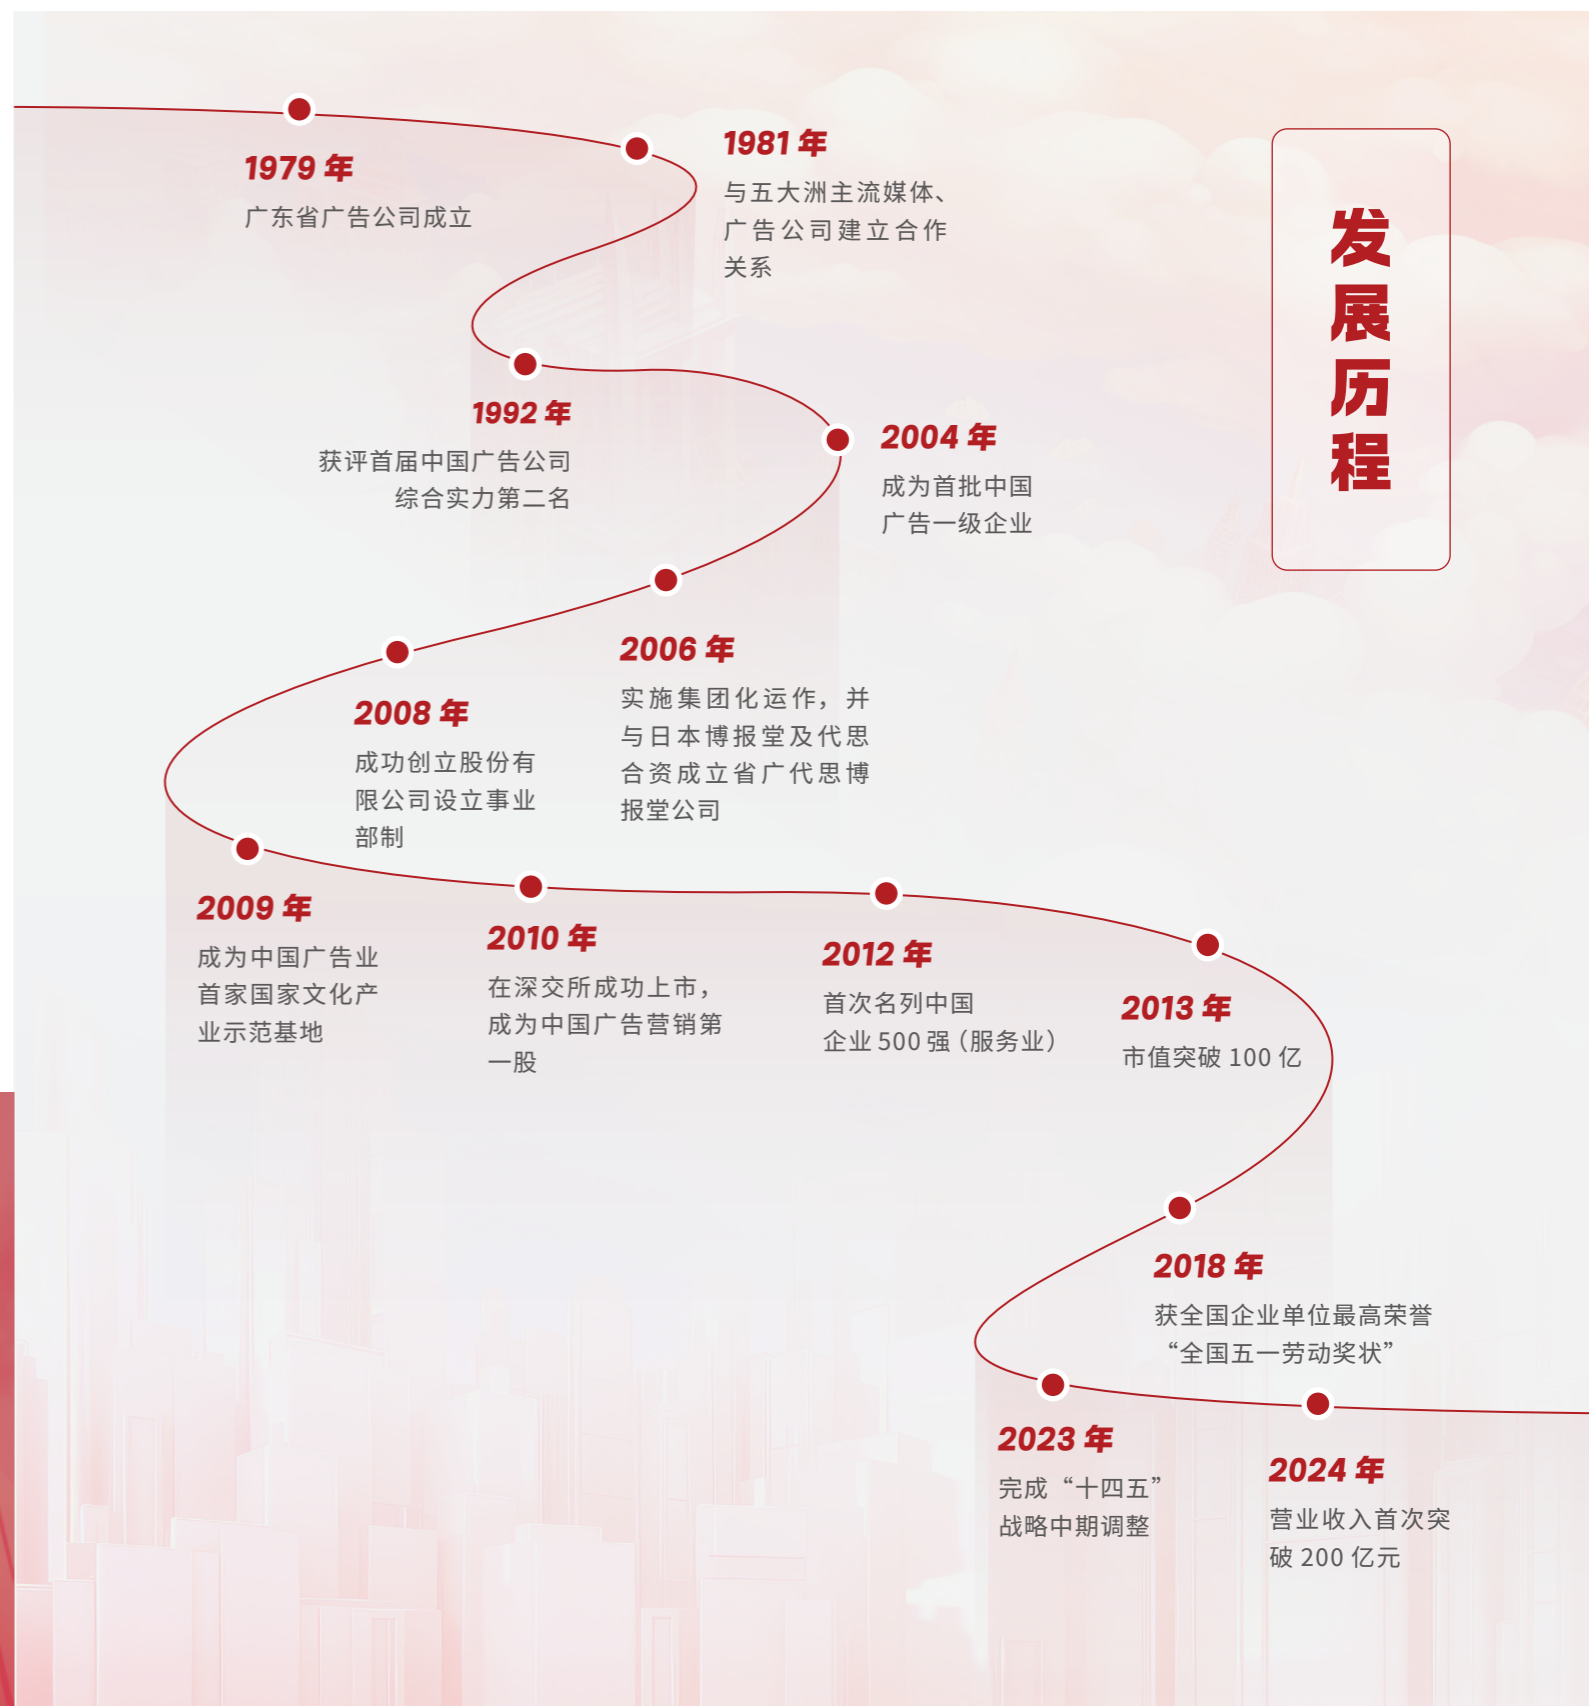 发展历程
1979 年
广东省广告公司成立
1981 年
与五大洲主流媒体、
广告公司建立合作
关系
1992 年
获评首届中国广告公司
综合实力第二名
2004 年
成为首批中国
广告一级企业
2006 年
实施集团化运作，并
与日本博报堂及代思
合资成立省广代思博
报堂公司
2008 年
成功创立股份有
限公司设立事业
部制
2009 年
成为中国广告业
首家国家文化产
业示范基地
2010 年
在深交所成功上市，
成为中国广告营销第
一股
2012 年
首次名列中国
企业 500 强（服务业）
2013 年
市值突破 100 亿
2018 年
获全国企业单位最高荣誉
“全国五一劳动奖状”
2023 年
完成“十四五”
战略中期调整
2024 年
营业收入首次突
破 200 亿元